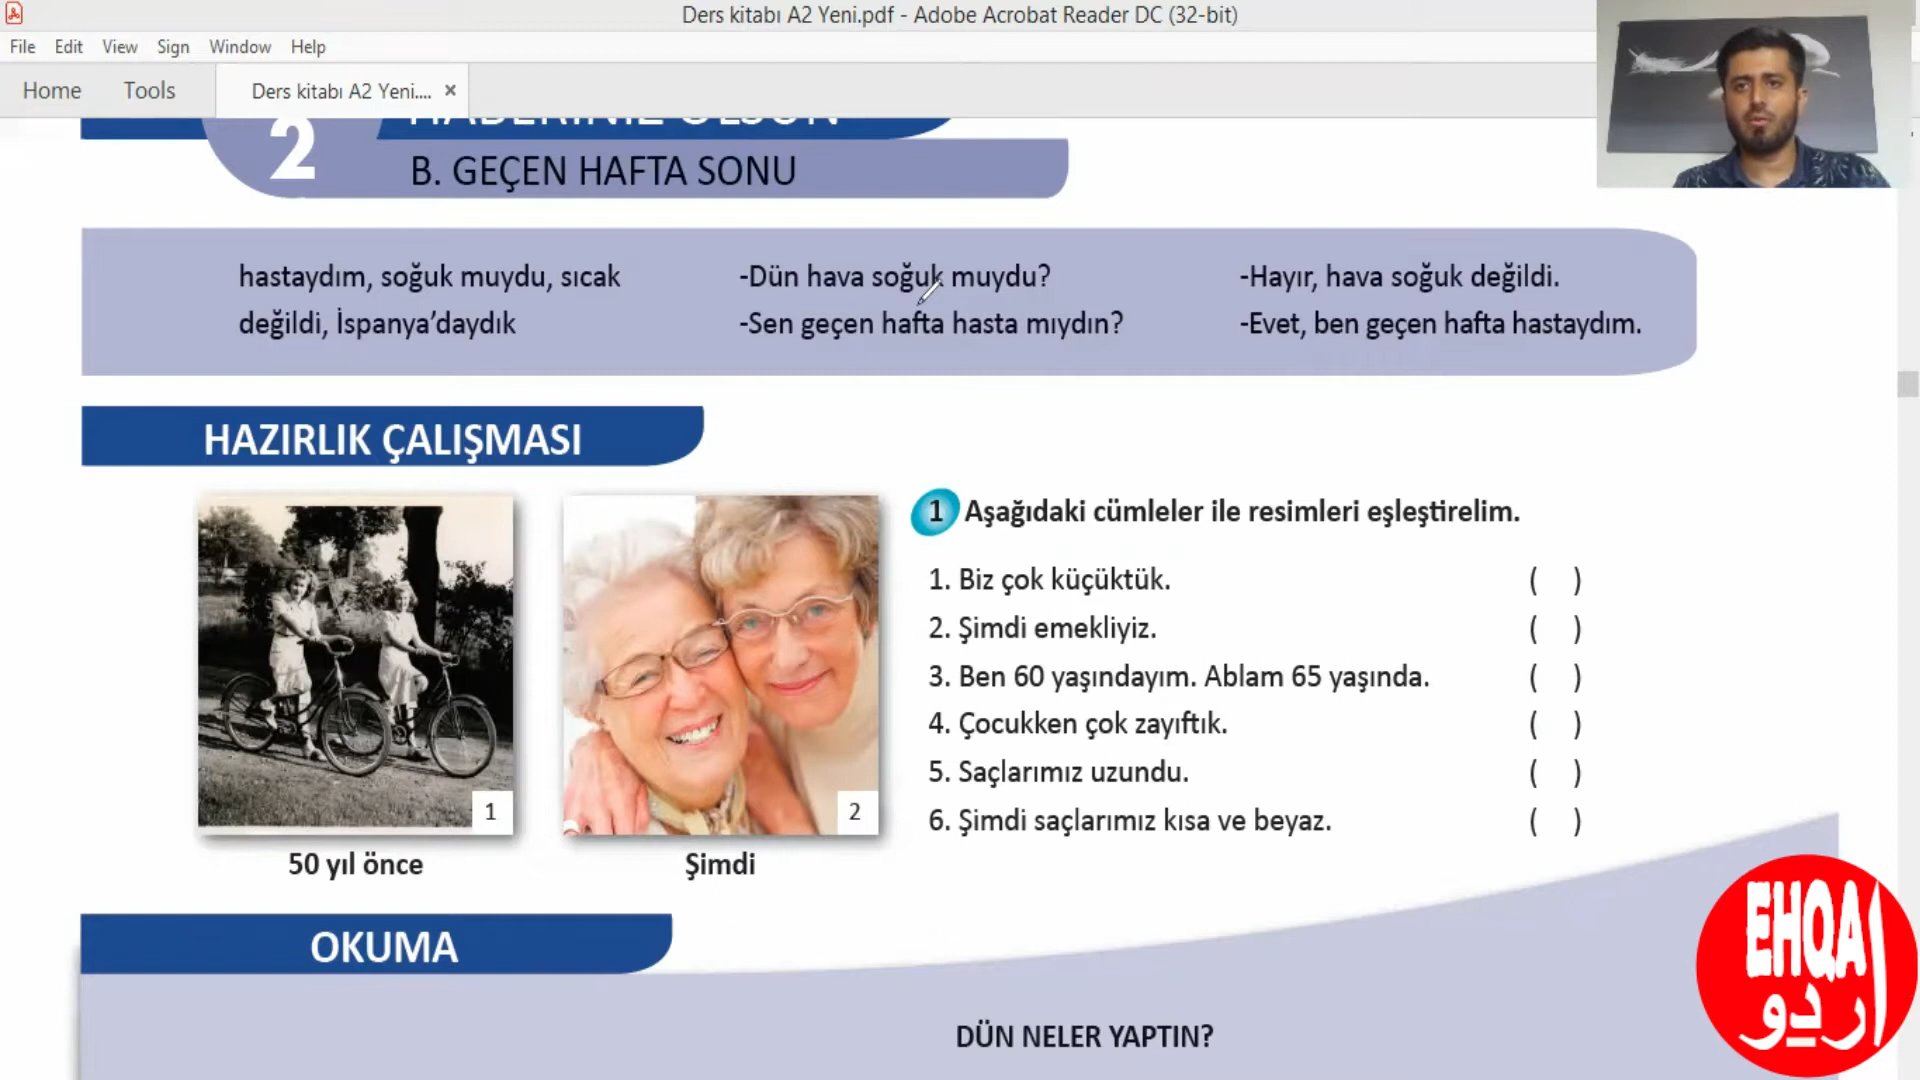 Ders kitabı A2 Yeni.pdf - Adobe Acrobat Reader DC (32-bit)
File Edit View Sign Window Help
Home Tools Ders kitabı A2 Yeni.... ×
2 HABERİNİZ OLSUN
B. GEÇEN HAFTA SONU
hastaydım, soğuk muydu, sıcak
değildi, İspanya’daydık
-Dün hava soğuk muydu?
-Sen geçen hafta hasta mıydın?
-Hayır, hava soğuk değildi.
-Evet, ben geçen hafta hastaydım.
HAZIRLIK ÇALIŞMASI
1
50 yıl önce
2
Şimdi
1 Aşağıdaki cümleler ile resimleri eşleştirelim.
1. Biz çok küçüktük. ( )
2. Şimdi emekliyiz. ( )
3. Ben 60 yaşındayım. Ablam 65 yaşında. ( )
4. Çocukken çok zayıftık. ( )
5. Saçlarımız uzundu. ( )
6. Şimdi saçlarımız kısa ve beyaz. ( )
OKUMA
DÜN NELER YAPTIN?
EHQA
اردو